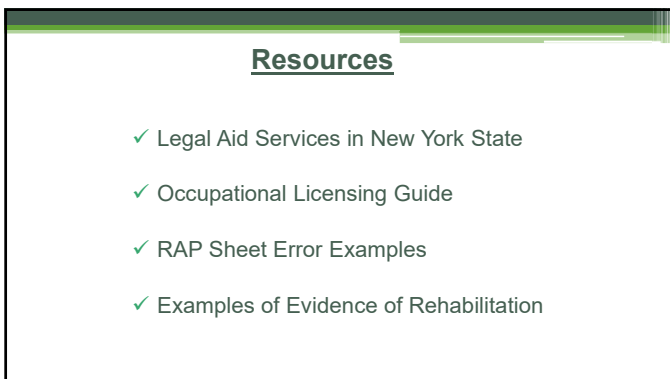 Resources
✓ Legal Aid Services in New York State
✓ Occupational Licensing Guide
✓ RAP Sheet Error Examples
✓ Examples of Evidence of Rehabilitation